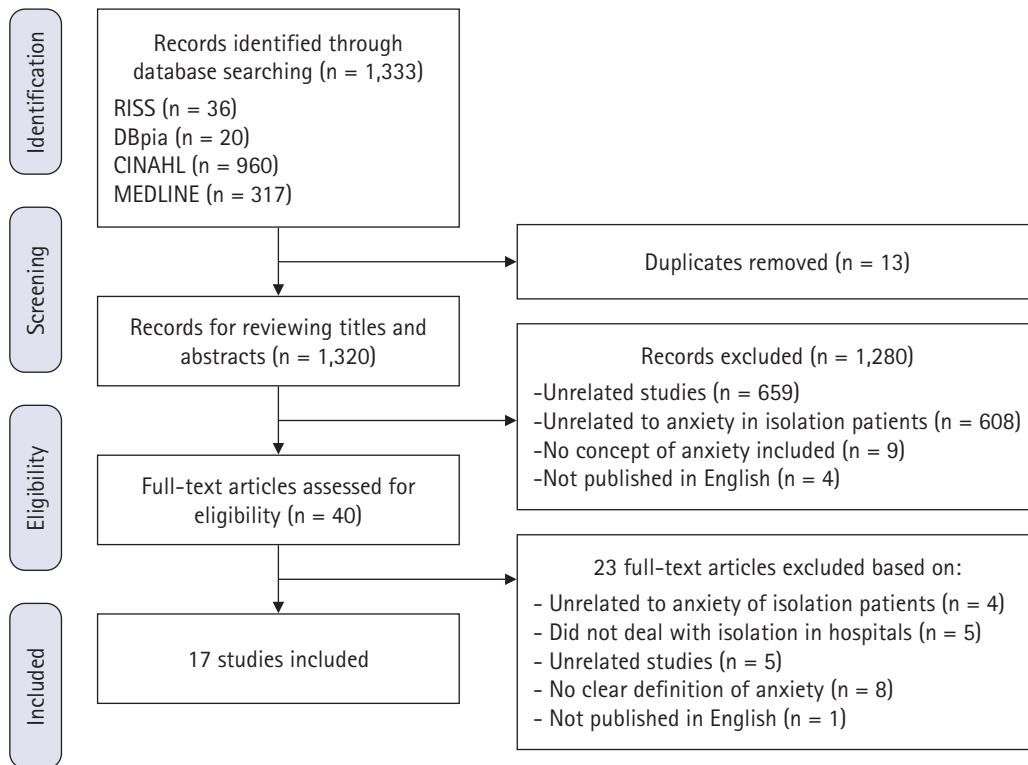 Identification
Records identified through
database searching (n = 1,333)
RISS (n = 36)
DBpia (n = 20)
CINAHL (n = 960)
MEDLINE (n = 317)
Screening
Duplicates removed (n = 13)
Records for reviewing titles and
abstracts (n = 1,320)
Records excluded (n = 1,280)
-Unrelated studies (n = 659)
-Unrelated to anxiety in isolation patients (n = 608)
-No concept of anxiety included (n = 9)
-Not published in English (n = 4)
Eligibility
Full-text articles assessed for
eligibility (n = 40)
23 full-text articles excluded based on:
- Unrelated to anxiety of isolation patients (n = 4)
- Did not deal with isolation in hospitals (n = 5)
- Unrelated studies (n = 5)
- No clear definition of anxiety (n = 8)
- Not published in English (n = 1)
Included
17 studies included